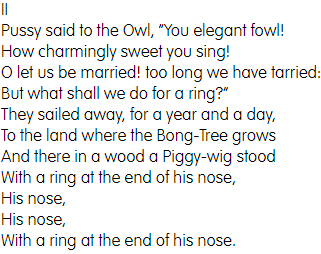 II
Pussy said to the Owl, "You elegant fowl!
How charmingly sweet you sing!
O let us be married! too long we have tarried:
But what shall we do for a ring?"
They sailed away, for a year and a day,
To the land where the Bong-Tree grows
And there in a wood a Piggy-wig stood
With a ring at the end of his nose,
His nose,
His nose,
With a ring at the end of his nose.